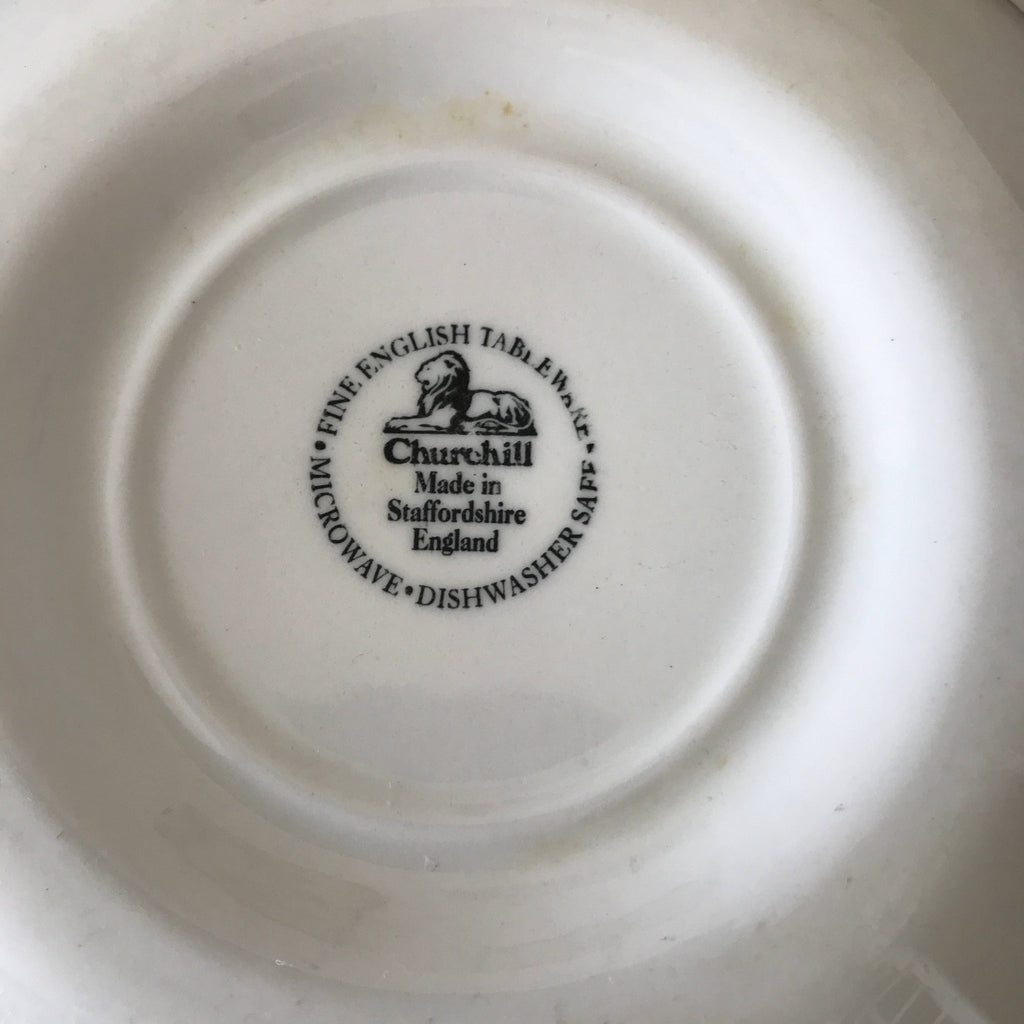 FINE ENGLISH TABLEWARE •
Churchill
Made in
Staffordshire
England
• MICROWAVE • DISHWASHER SAFE